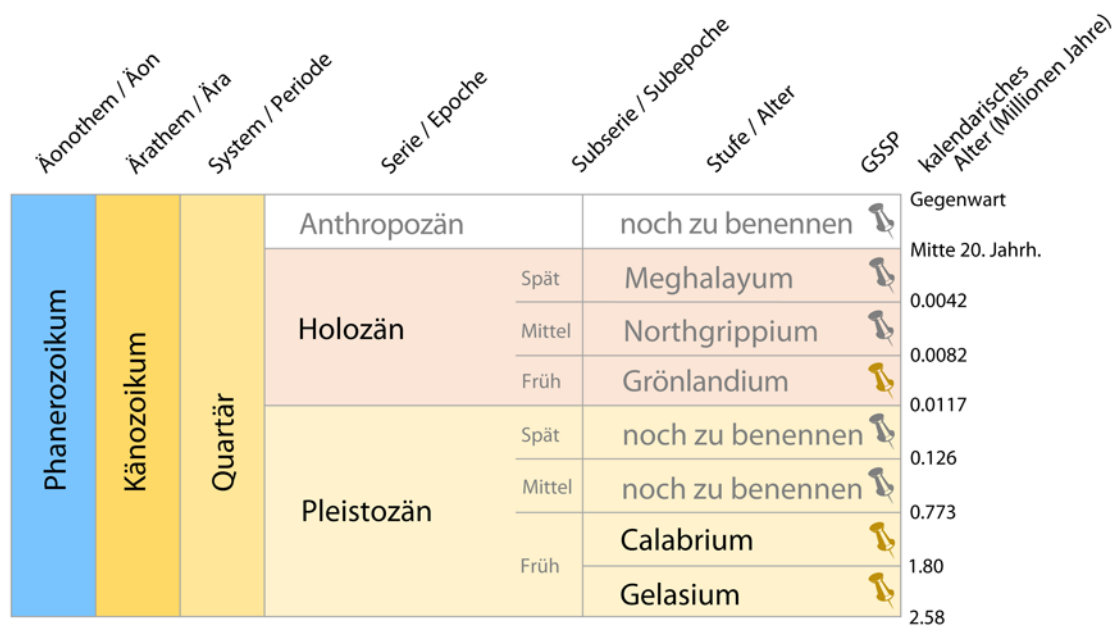 Äonothem / Äon
Ärathem / Ära
System / Periode
Serie / Epoche
Subserie / Subepoche
Stufe / Alter
GSSP
kalendarisches
Alter (Millionen Jahre)
Phanerozoikum
Känozoikum
Quartär
Gegenwart
Anthropozän
noch zu benennen
Mitte 20. Jahrh.
Holozän
Spät
Meghalayum
0.0042
Mittel
Northgrippium
0.0082
Früh
Grönlandium
0.0117
Pleistozän
Spät
noch zu benennen
0.126
Mittel
noch zu benennen
0.773
Früh
Calabrium
1.80
Gelasium
2.58